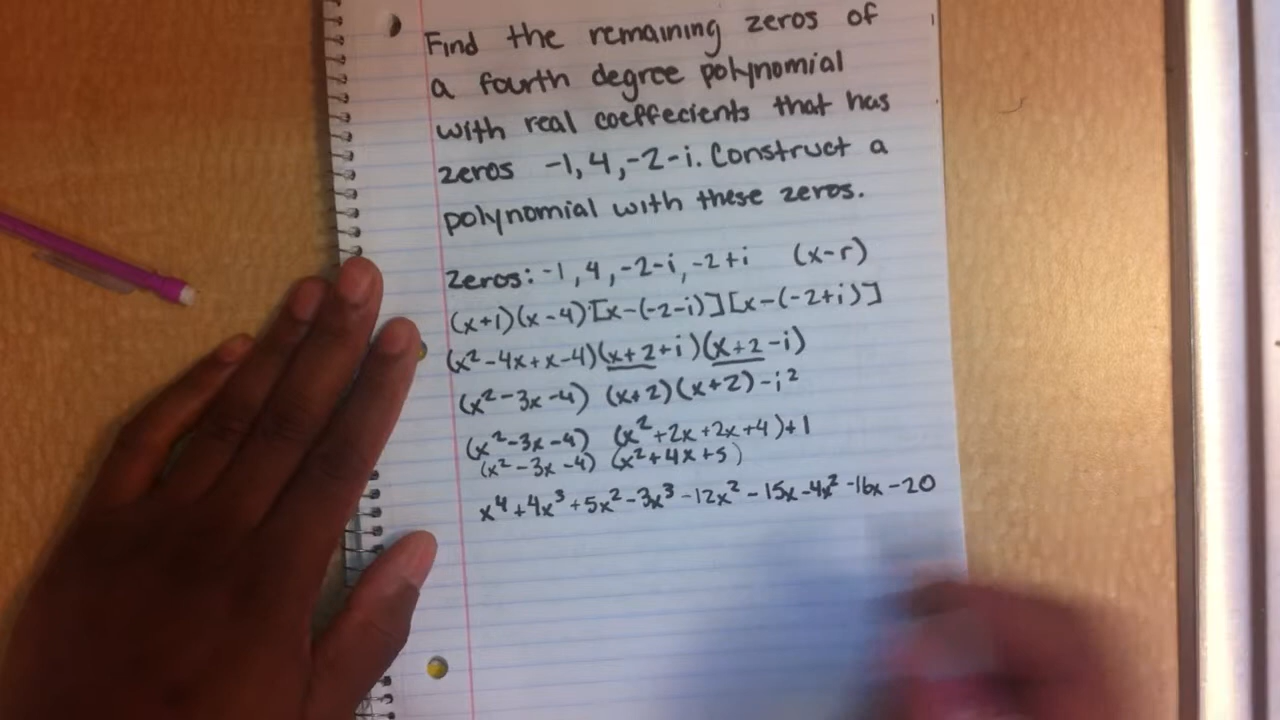 Find the remaining zeros of
a fourth degree polynomial
with real coeffecients that has
zeros -1, 4, -2-i. Construct a
polynomial with these zeros.
Zeros: -1, 4, -2-i, -2+i (x-r)
(x+1)(x-4)[x-(-2-i)][x-(-2+i)]
(x²-4x+x-4)(x+2+i)(x+2-i)
(x²-3x-4) (x+2)(x+2)-i²
(x²-3x-4) (x²+2x+2x+4)+1
(x²-3x-4) (x²+4x+5)
x⁴+4x³+5x²-3x³-12x²-15x-4x²-16x-20